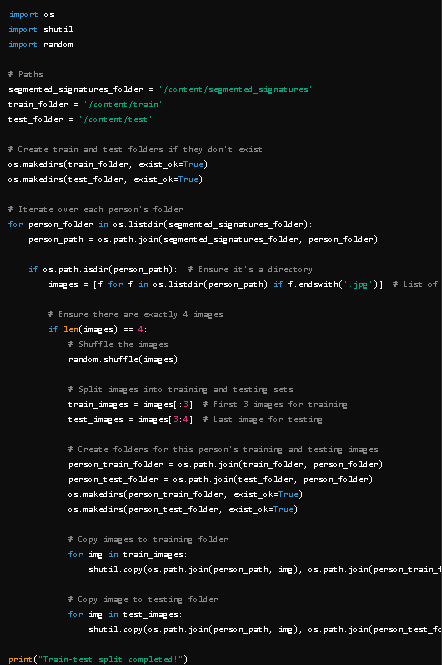 import os
import shutil
import random

# Paths
segmented_signatures_folder = '/content/segmented_signatures'
train_folder = '/content/train'
test_folder = '/content/test'

# Create train and test folders if they don't exist
os.makedirs(train_folder, exist_ok=True)
os.makedirs(test_folder, exist_ok=True)

# Iterate over each person's folder
for person_folder in os.listdir(segmented_signatures_folder):
    person_path = os.path.join(segmented_signatures_folder, person_folder)

    if os.path.isdir(person_path):  # Ensure it's a directory
        images = [f for f in os.listdir(person_path) if f.endswith('.jpg')]  # List of

        # Ensure there are exactly 4 images
        if len(images) == 4:
            # Shuffle the images
            random.shuffle(images)

            # Split images into training and testing sets
            train_images = images[:3]  # First 3 images for training
            test_images = images[3:4]  # Last image for testing

            # Create folders for this person's training and testing images
            person_train_folder = os.path.join(train_folder, person_folder)
            person_test_folder = os.path.join(test_folder, person_folder)
            os.makedirs(person_train_folder, exist_ok=True)
            os.makedirs(person_test_folder, exist_ok=True)

            # Copy images to training folder
            for img in train_images:
                shutil.copy(os.path.join(person_path, img), os.path.join(person_train_f

            # Copy image to testing folder
            for img in test_images:
                shutil.copy(os.path.join(person_path, img), os.path.join(person_test_fo

print("Train-test split completed!")